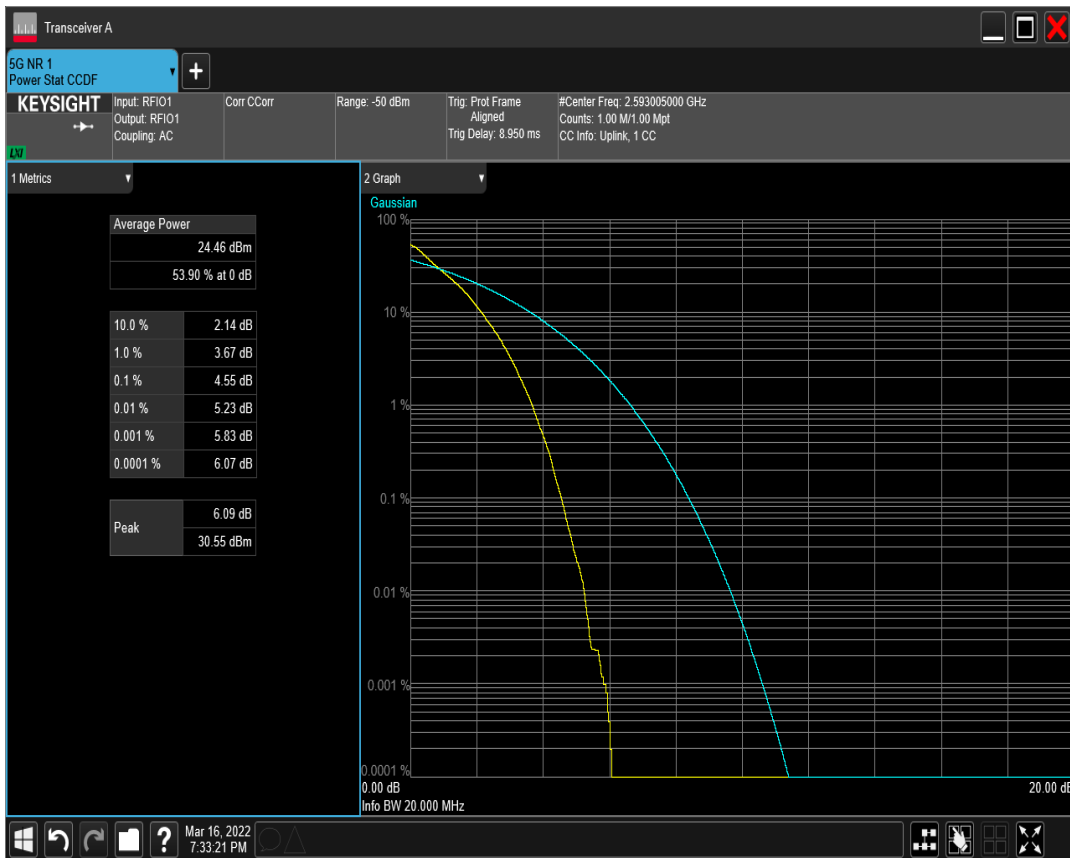 Transceiver A
5G NR 1
Power Stat CCDF
KEYSIGHT
LXI
Input: RFIO1
Output: RFIO1
Coupling: AC
Corr CCorr
Range: -50 dBm
Trig: Prot Frame
Aligned
Trig Delay: 8.950 ms
#Center Freq: 2.593005000 GHz
Counts: 1.00 M/1.00 Mpt
CC Info: Uplink, 1 CC
1 Metrics
Average Power
24.46 dBm
53.90 % at 0 dB
10.0 % 2.14 dB
1.0 % 3.67 dB
0.1 % 4.55 dB
0.01 % 5.23 dB
0.001 % 5.83 dB
0.0001 % 6.07 dB
Peak 6.09 dB
30.55 dBm
2 Graph
Gaussian
100 %
10 %
1 %
0.1 %
0.01 %
0.001 %
0.0001 %
0.00 dB 20.00 dB
Info BW 20.000 MHz
? Mar 16, 2022
7:33:21 PM